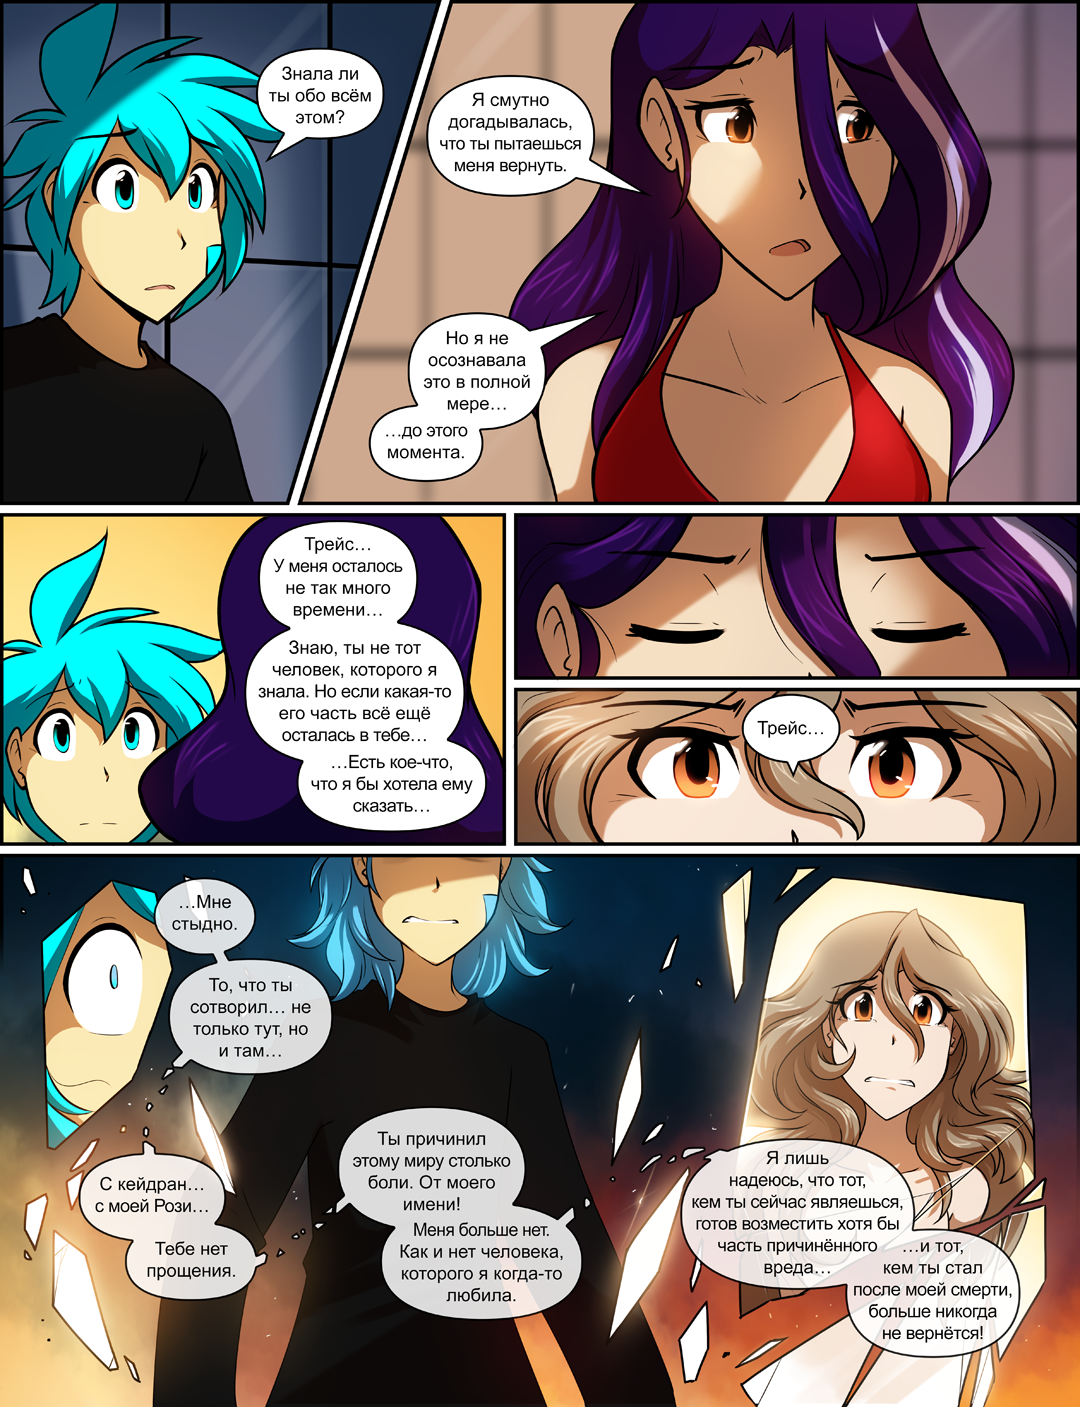 Знала ли
ты обо всём
этом?
Я смутно
догадывалась,
что ты пытаешься
меня вернуть.
Но я не
осознавала
это в полной
мере…
…до этого
момента.
Трейс…
У меня осталось
не так много
времени…
Знаю, ты не тот
человек, которого я
знала. Но если какая-то
его часть всё ещё
осталась в тебе…
…Есть кое-что,
что я бы хотела ему
сказать…
Трейс…
…Мне
стыдно.
То, что ты
сотворил… не
только тут, но
и там…
С кейдран…
с моей Рози…
Тебе нет
прощения.
Ты причинил
этому миру столько
боли. От моего
имени!
Меня больше нет.
Как и нет человека,
которого я когда-то
любила.
Я лишь
надеюсь, что тот,
кем ты сейчас являешься,
готов возместить хотя бы
часть причинённого
вреда…
…и тот,
кем ты стал
после моей смерти,
больше никогда
не вернётся!